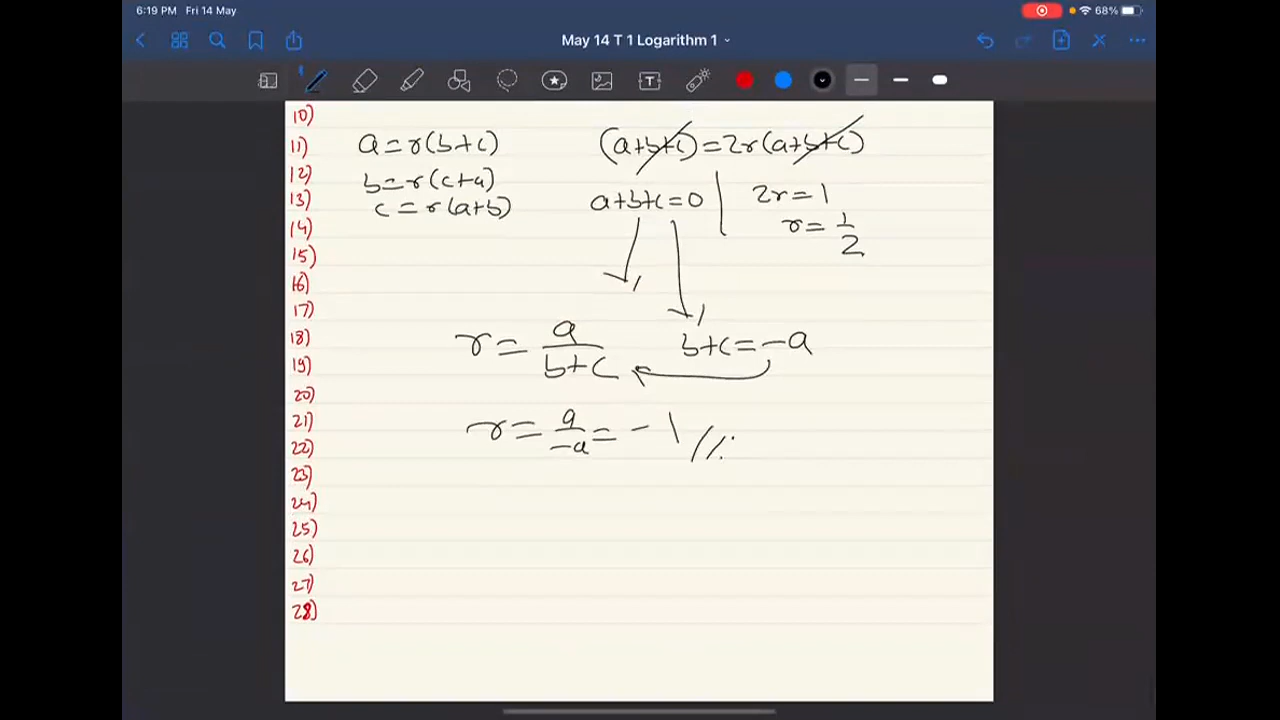 6:19 PM Fri 14 May
68%
May 14 T 1 Logarithm 1
10)
11)
12)
13)
14)
15)
16)
17)
18)
19)
20)
21)
22)
23)
24)
25)
26)
27)
28)
a=r(b+c)
b=r(c+a)
c=r(a+b)
(a+b+c)=2r(a+b+c)
a+b+c=0
2r=1
r=1/2
r=a/(b+c)
b+c=-a
r=a/-a=-1